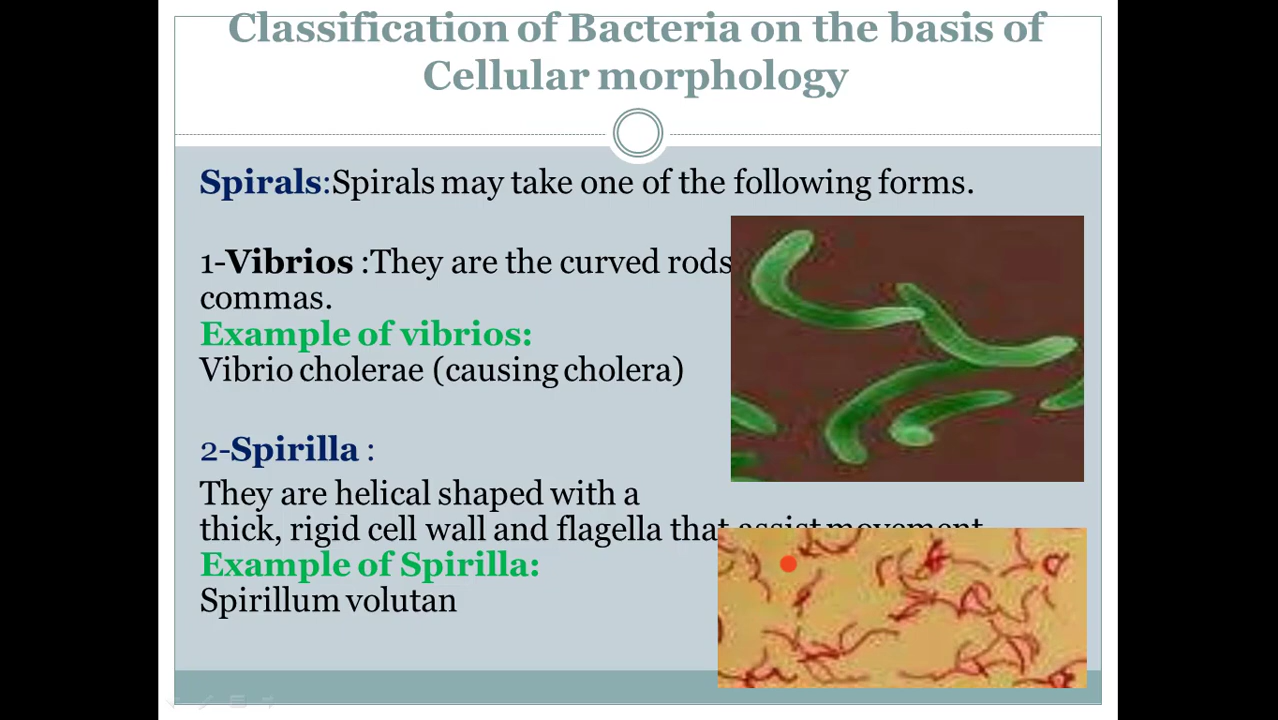 Classification of Bacteria on the basis of
Cellular morphology
Spirals:Spirals may take one of the following forms.
1-Vibrios :They are the curved rods
commas.
Example of vibrios:
Vibrio cholerae (causing cholera)
2-Spirilla :
They are helical shaped with a
thick, rigid cell wall and flagella that assist movement
Example of Spirilla:
Spirillum volutan